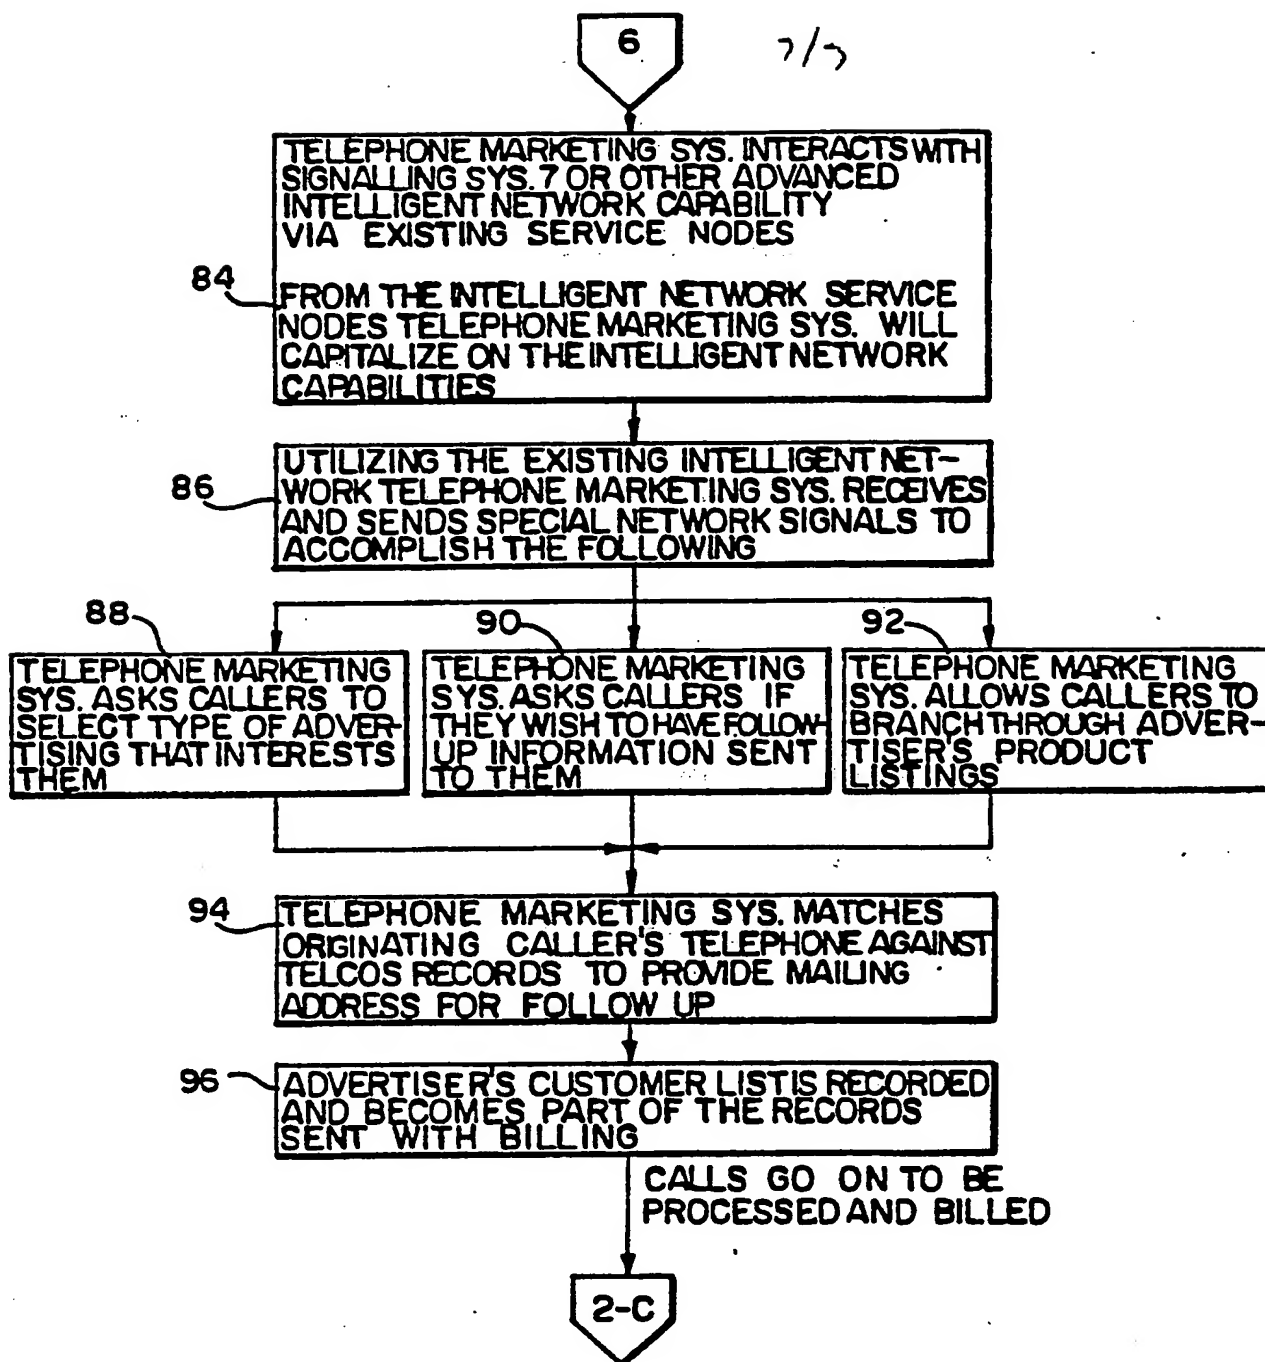 6
7/7
TELEPHONE MARKETING SYS. INTERACTS WITH
SIGNALLING SYS. 7 OR OTHER ADVANCED
INTELLIGENT NETWORK CAPABILITY
VIA EXISTING SERVICE NODES
84
FROM THE INTELLIGENT NETWORK SERVICE
NODES TELEPHONE MARKETING SYS. WILL
CAPITALIZE ON THE INTELLIGENT NETWORK
CAPABILITIES
86
UTILIZING THE EXISTING INTELLIGENT NET-
WORK TELEPHONE MARKETING SYS. RECEIVES
AND SENDS SPECIAL NETWORK SIGNALS TO
ACCOMPLISH THE FOLLOWING
88
TELEPHONE MARKETING
SYS. ASKS CALLERS TO
SELECT TYPE OF ADVER-
TISING THAT INTERESTS
THEM
90
TELEPHONE MARKETING
SYS. ASKS CALLERS IF
THEY WISH TO HAVE FOLLOW-
UP INFORMATION SENT
TO THEM
92
TELEPHONE MARKETING
SYS. ALLOWS CALLERS TO
BRANCH THROUGH ADVER-
TISER'S PRODUCT
LISTINGS
94
TELEPHONE MARKETING SYS. MATCHES
ORIGINATING CALLER'S TELEPHONE AGAINST
TELCOS RECORDS TO PROVIDE MAILING
ADDRESS FOR FOLLOW UP
96
ADVERTISER'S CUSTOMER LIST IS RECORDED
AND BECOMES PART OF THE RECORDS
SENT WITH BILLING
CALLS GO ON TO BE
PROCESSED AND BILLED
2-C